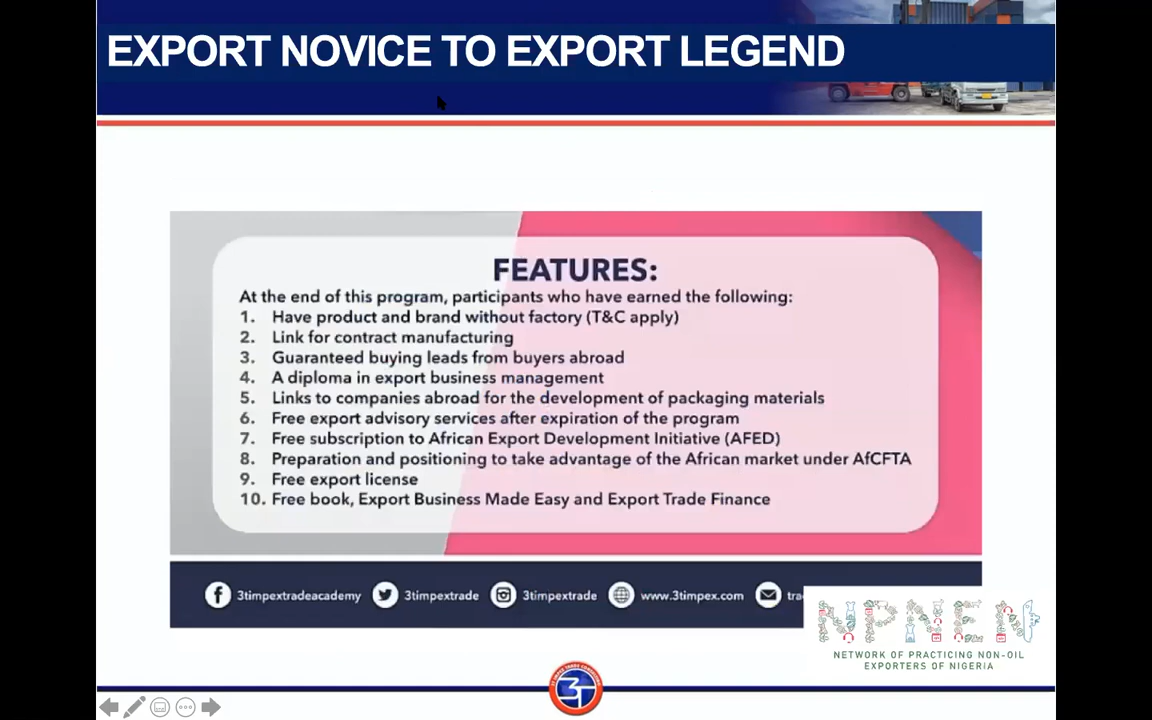 EXPORT NOVICE TO EXPORT LEGEND
FEATURES:
At the end of this program, participants who have earned the following:
1. Have product and brand without factory (T&C apply)
2. Link for contract manufacturing
3. Guaranteed buying leads from buyers abroad
4. A diploma in export business management
5. Links to companies abroad for the development of packaging materials
6. Free export advisory services after expiration of the program
7. Free subscription to African Export Development Initiative (AFED)
8. Preparation and positioning to take advantage of the African market under AfCFTA
9. Free export license
10. Free book, Export Business Made Easy and Export Trade Finance
3timpextradeacademy 3timpextrade 3timpextrade www.3timpex.com
NPNEN
NETWORK OF PRACTICING NON-OIL
EXPORTERS OF NIGERIA
3T